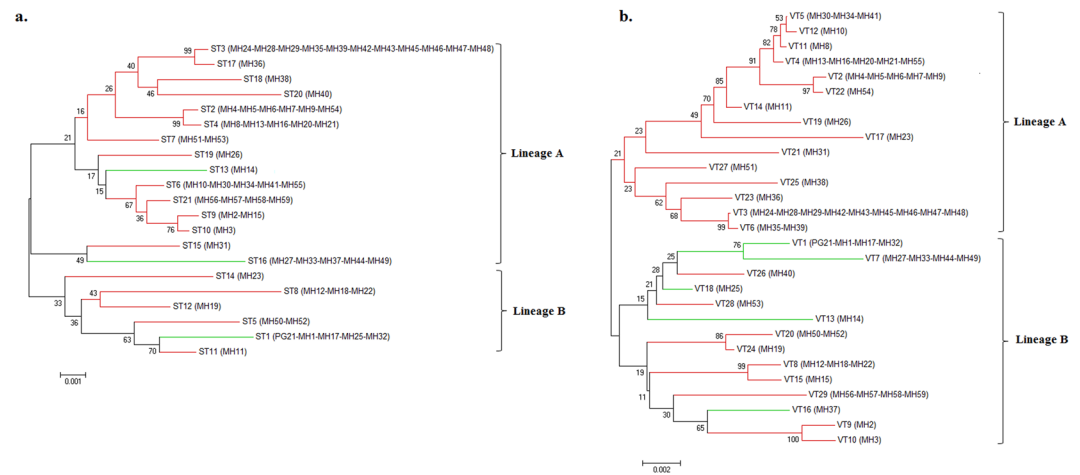 a.
ST3 (MH24-MH28-MH29-MH35-MH39-MH42-MH43-MH45-MH46-MH47-MH48)
99
ST17 (MH36)
40
ST18 (MH38)
46
ST20 (MH40)
26
ST2 (MH4-MH5-MH6-MH7-MH9-MH54)
99
ST4 (MH8-MH13-MH16-MH20-MH21)
16
ST7 (MH51-MH53)
21
ST19 (MH26)
17
ST13 (MH14)
15
ST6 (MH10-MH30-MH34-MH41-MH55)
67
ST21 (MH56-MH57-MH58-MH59)
36
ST9 (MH2-MH15)
76
ST10 (MH3)
ST15 (MH31)
49
ST16 (MH27-MH33-MH37-MH44-MH49)
Lineage A
ST14 (MH23)
33
ST8 (MH12-MH18-MH22)
43
ST12 (MH19)
36
ST5 (MH50-MH52)
63
ST1 (PG21-MH1-MH17-MH25-MH32)
70
ST11 (MH11)
Lineage B
0.001
b.
VT5 (MH30-MH34-MH41)
53
VT12 (MH10)
78
VT11 (MH8)
82
VT4 (MH13-MH16-MH20-MH21-MH55)
91
VT2 (MH4-MH5-MH6-MH7-MH9)
97
VT22 (MH54)
85
VT14 (MH11)
70
VT19 (MH26)
49
VT17 (MH23)
21
VT21 (MH31)
23
VT27 (MH51)
VT25 (MH38)
62
VT23 (MH36)
68
VT3 (MH24-MH28-MH29-MH42-MH43-MH45-MH46-MH47-MH48)
99
VT6 (MH35-MH39)
Lineage A
VT1 (PG21-MH1-MH17-MH32)
76
VT7 (MH27-MH33-MH44-MH49)
25
VT26 (MH40)
28
VT18 (MH25)
21
VT28 (MH53)
15
VT13 (MH14)
VT20 (MH50-MH52)
86
VT24 (MH19)
19
VT8 (MH12-MH18-MH22)
99
VT15 (MH15)
11
VT29 (MH56-MH57-MH58-MH59)
30
VT16 (MH37)
65
VT9 (MH2)
100
VT10 (MH3)
Lineage B
0.002